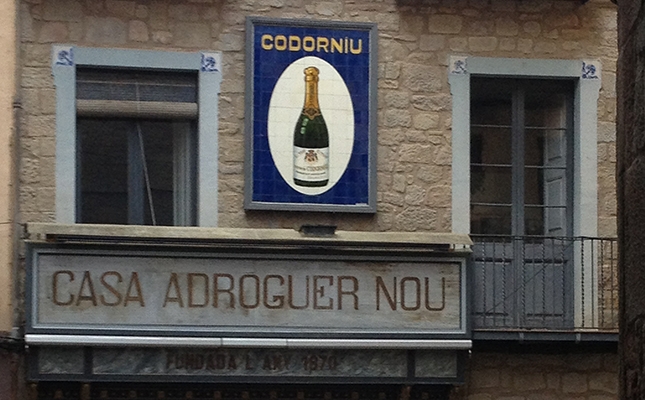 CODORNIU
CASA ADROGUER NOU
FUNDADA L'ANY 1870